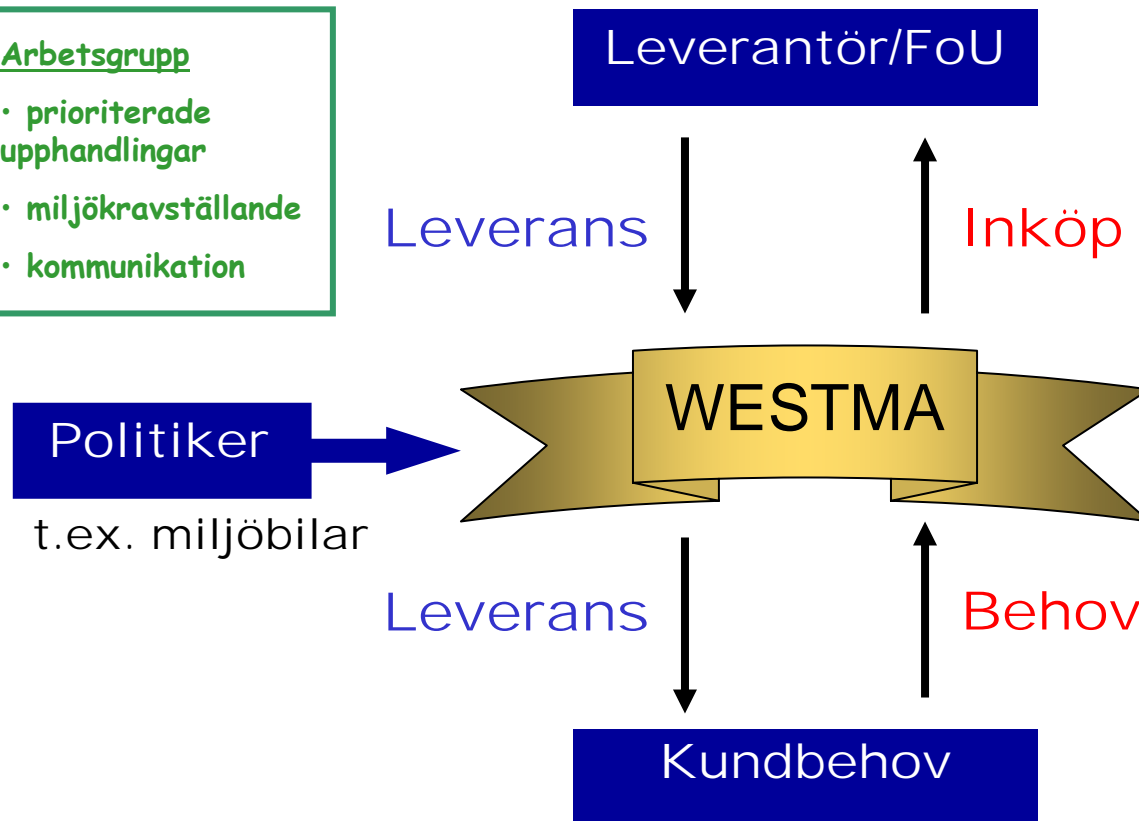 Arbetsgrupp
• prioriterade
upphandlingar
• miljökravställande
• kommunikation
Leverantör/FoU
Leverans
Inköp
WESTMA
Politiker
t.ex. miljöbilar
Leverans
Behov
Kundbehov